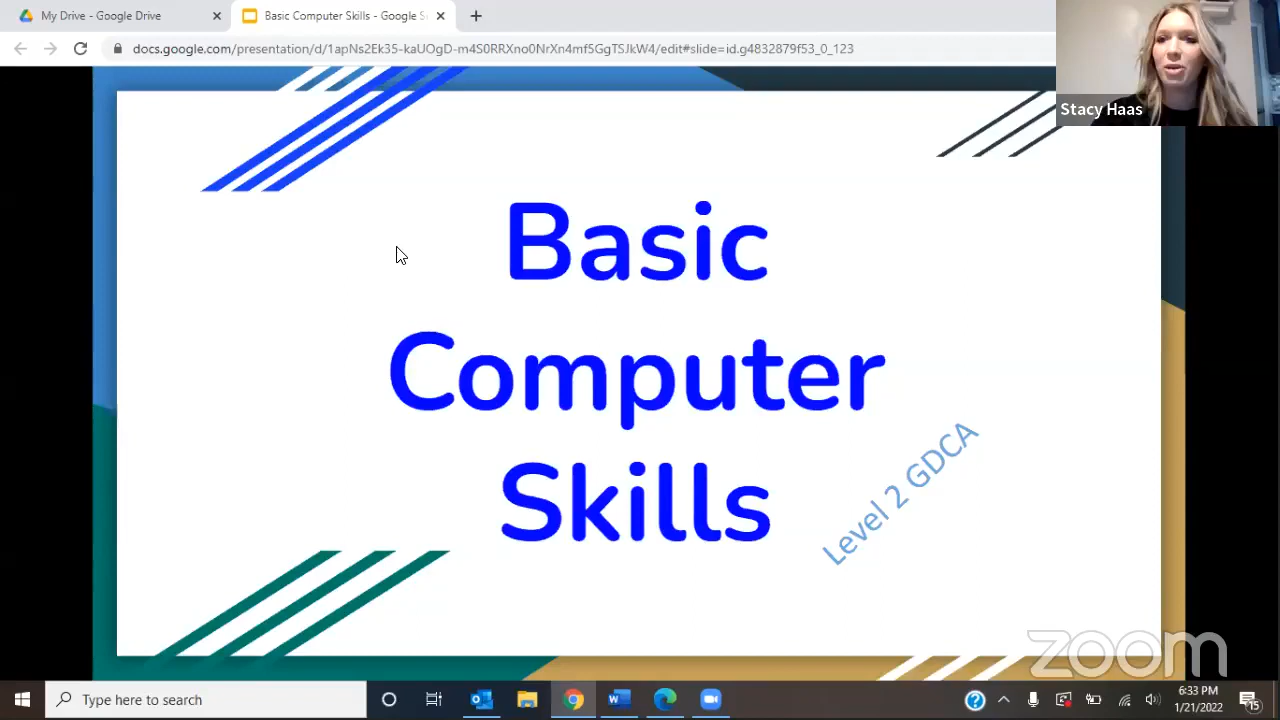 My Drive - Google Drive
Basic Computer Skills - Google S
docs.google.com/presentation/d/1apNs2Ek35-kaUOgD-m4S0RRXno0NrXn4mf5GgTSJkW4/edit#slide=id.g4832879f53_0_123
Stacy Haas
Basic
Computer
Skills
Level 2 GDCA
zoom
Type here to search
6:33 PM
1/21/2022
15